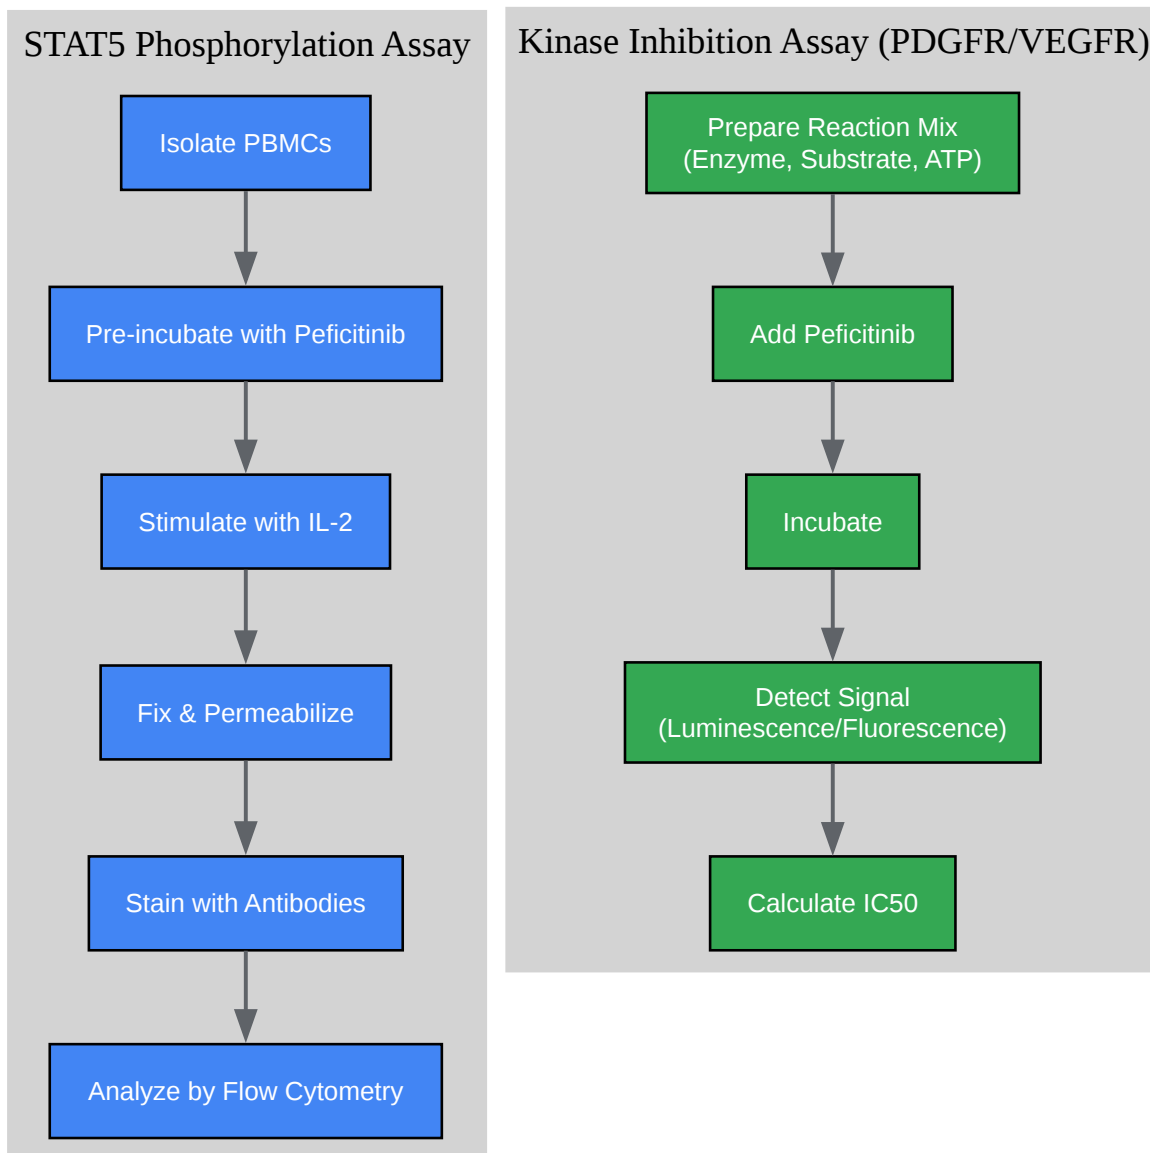 STAT5 Phosphorylation Assay
Isolate PBMCs
Pre-incubate with Peficitinib
Stimulate with IL-2
Fix & Permeabilize
Stain with Antibodies
Analyze by Flow Cytometry
Kinase Inhibition Assay (PDGFR/VEGFR)
Prepare Reaction Mix
(Enzyme, Substrate, ATP)
Add Peficitinib
Incubate
Detect Signal
(Luminescence/Fluorescence)
Calculate IC50